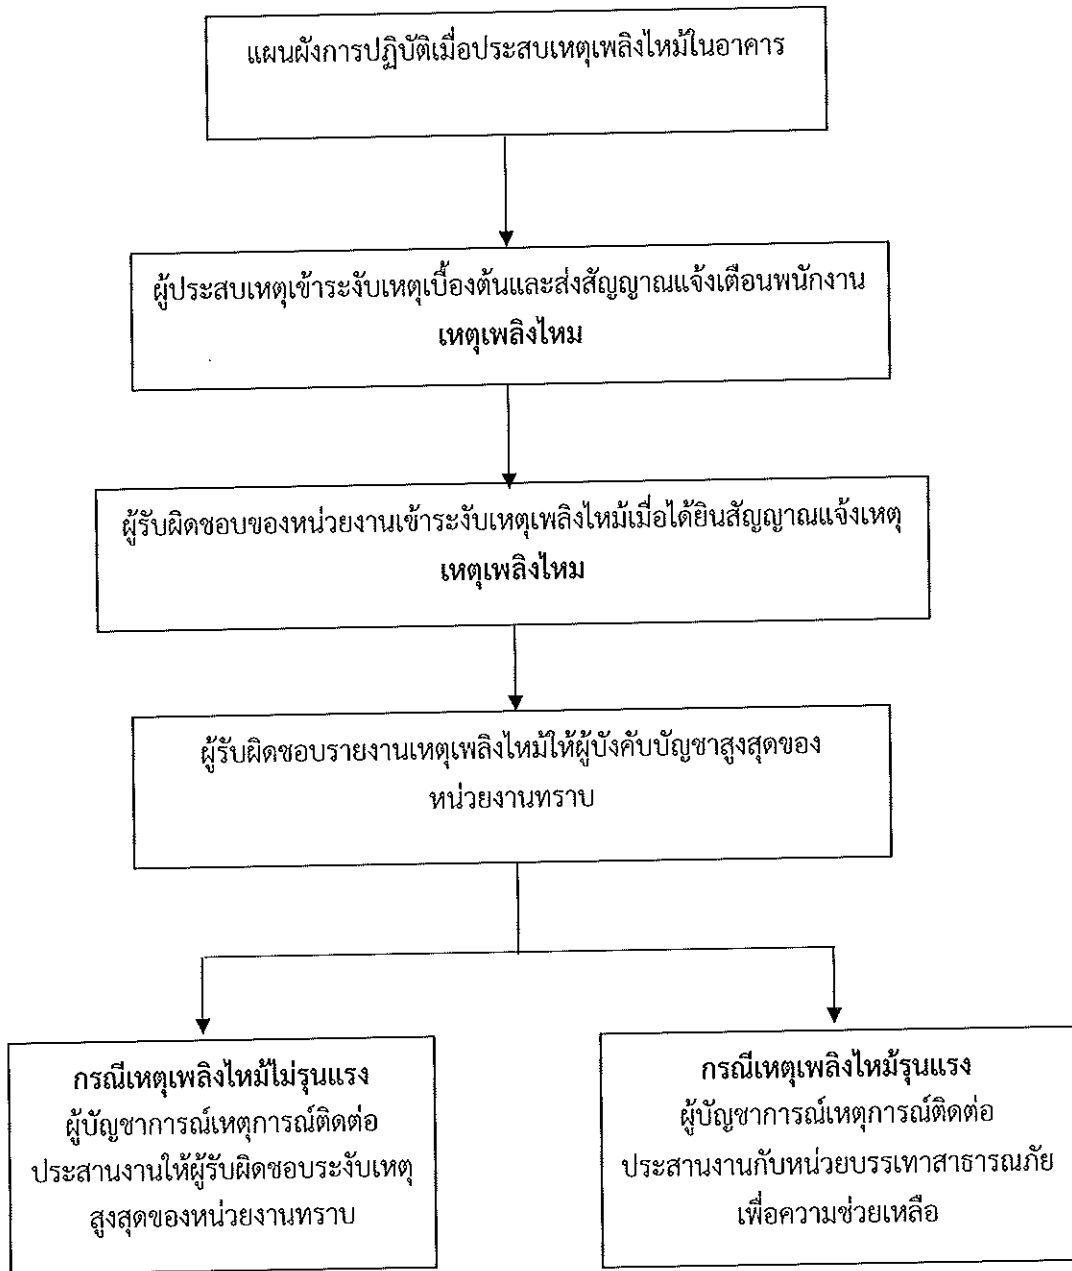 แผนผังการปฏิบัติเมื่อประสบเหตุเพลิงไหม้ในอาคาร
ผู้ประสบเหตุเข้าระงับเหตุเบื้องต้นและส่งสัญญาณแจ้งเตือนพนักงาน
เหตุเพลิงไหม
ผู้รับผิดชอบของหน่วยงานเข้าระงับเหตุเพลิงไหม้เมื่อได้ยินสัญญาณแจ้งเหตุ
เหตุเพลิงไหม
ผู้รับผิดชอบรายงานเหตุเพลิงไหม้ให้ผู้บังคับบัญชาสูงสุดของ
หน่วยงานทราบ
กรณีเหตุเพลิงไหม้ไม่รุนแรง
ผู้บัญชาการณ์เหตุการณ์ติดต่อ
ประสานงานให้ผู้รับผิดชอบระงับเหตุ
สูงสุดของหน่วยงานทราบ
กรณีเหตุเพลิงไหม้รุนแรง
ผู้บัญชาการณ์เหตุการณ์ติดต่อ
ประสานงานกับหน่วยบรรเทาสาธารณภัย
เพื่อความช่วยเหลือ